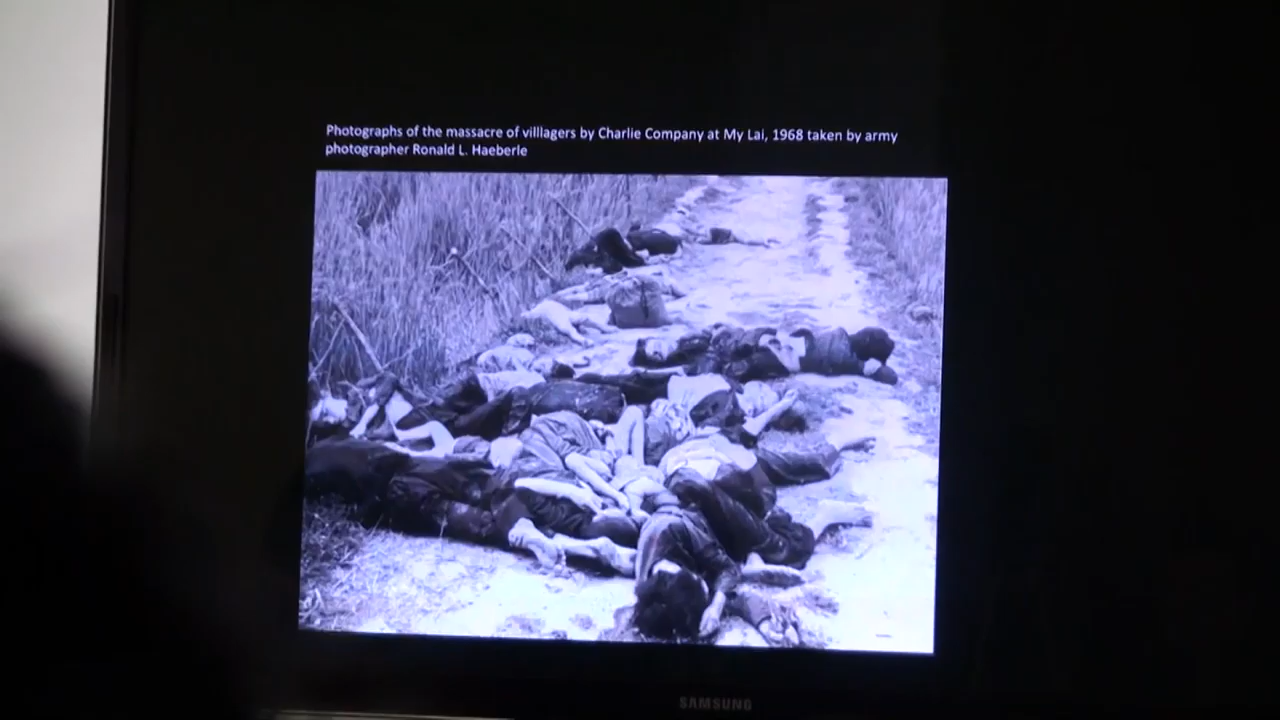 Photographs of the massacre of villlagers by Charlie Company at My Lai, 1968 taken by army
photographer Ronald L. Haeberle
SAMSUNG